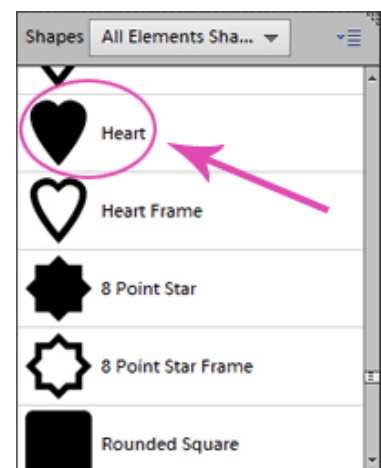 Shapes All Elements Sha...
Heart
Heart Frame
8 Point Star
8 Point Star Frame
Rounded Square